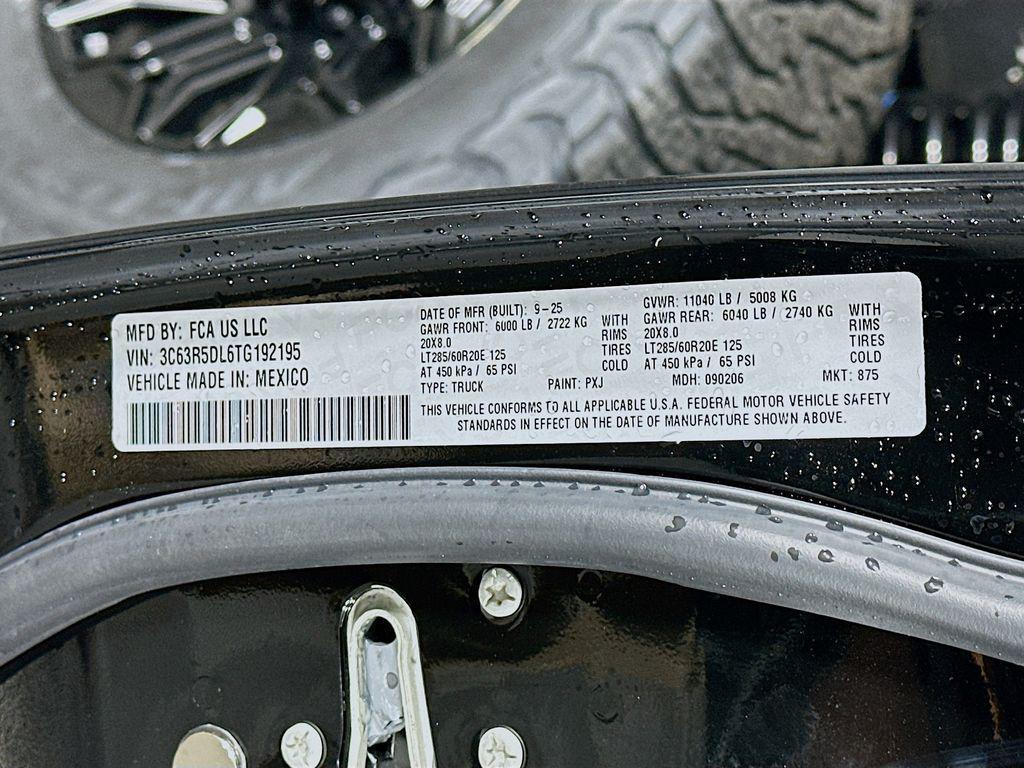 MFD BY: FCA US LLC
VIN: 3C63R5DL6TG192195
VEHICLE MADE IN: MEXICO
DATE OF MFR (BUILT): 9-25
GAWR FRONT: 6000 LB / 2722 KG
20X8.0
LT285/60R20E 125
AT 450 kPa / 65 PSI
WITH
RIMS
TIRES
COLD
GVWR: 11040 LB / 5008 KG
GAWR REAR: 6040 LB / 2740 KG
20X8.0
LT285/60R20E 125
AT 450 kPa / 65 PSI
WITH
RIMS
TIRES
COLD
TYPE: TRUCK PAINT: PXJ MDH: 090206 MKT: 875
THIS VEHICLE CONFORMS TO ALL APPLICABLE U.S.A. FEDERAL MOTOR VEHICLE SAFETY
STANDARDS IN EFFECT ON THE DATE OF MANUFACTURE SHOWN ABOVE.